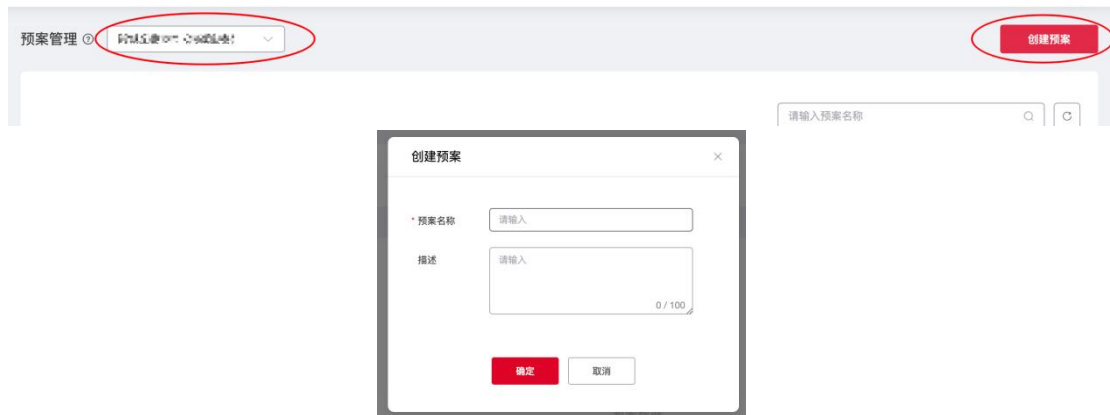 预案管理
创建预案
请输入预案名称
创建预案
* 预案名称 请输入
描述 请输入
0 / 100
确定 取消